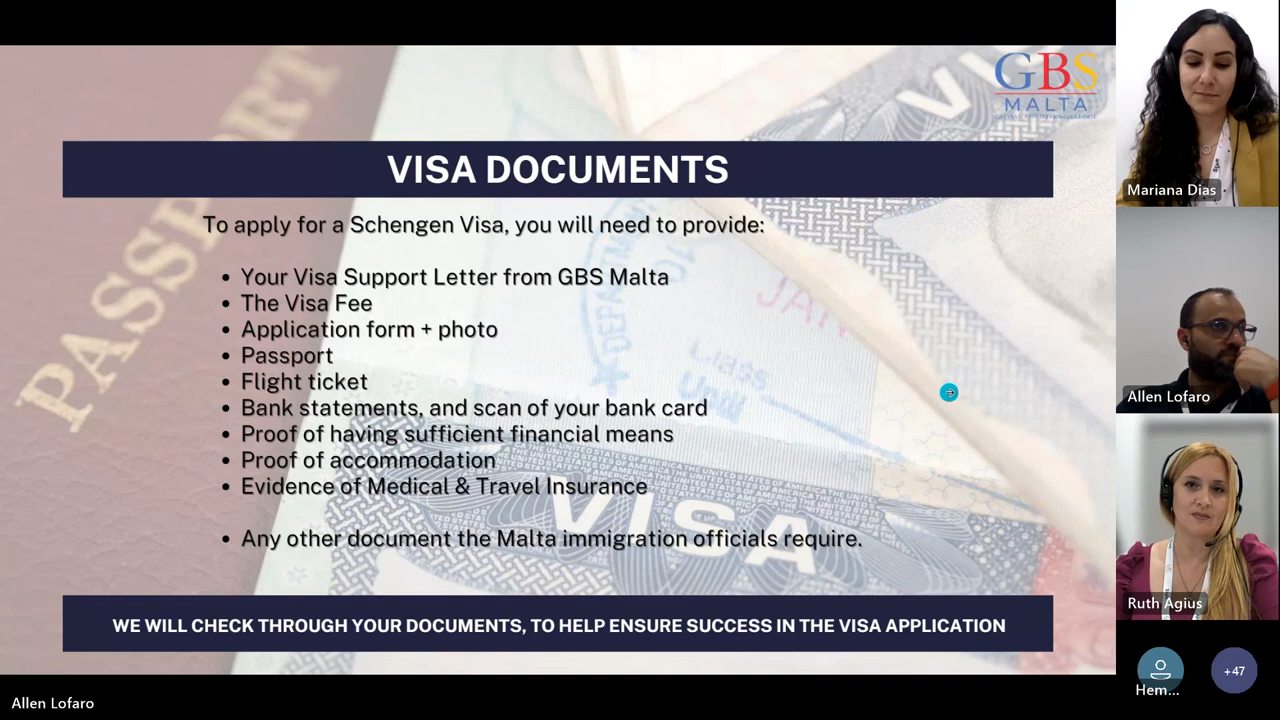 PASSPORT
VISA
GBS
MALTA
VISA DOCUMENTS
To apply for a Schengen Visa, you will need to provide:
• Your Visa Support Letter from GBS Malta
• The Visa Fee
• Application form + photo
• Passport
• Flight ticket
• Bank statements, and scan of your bank card
• Proof of having sufficient financial means
• Proof of accommodation
• Evidence of Medical & Travel Insurance
• Any other document the Malta immigration officials require.
WE WILL CHECK THROUGH YOUR DOCUMENTS, TO HELP ENSURE SUCCESS IN THE VISA APPLICATION
Allen Lofaro
Mariana Dias
Allen Lofaro
Ruth Agius
Hem...
+47